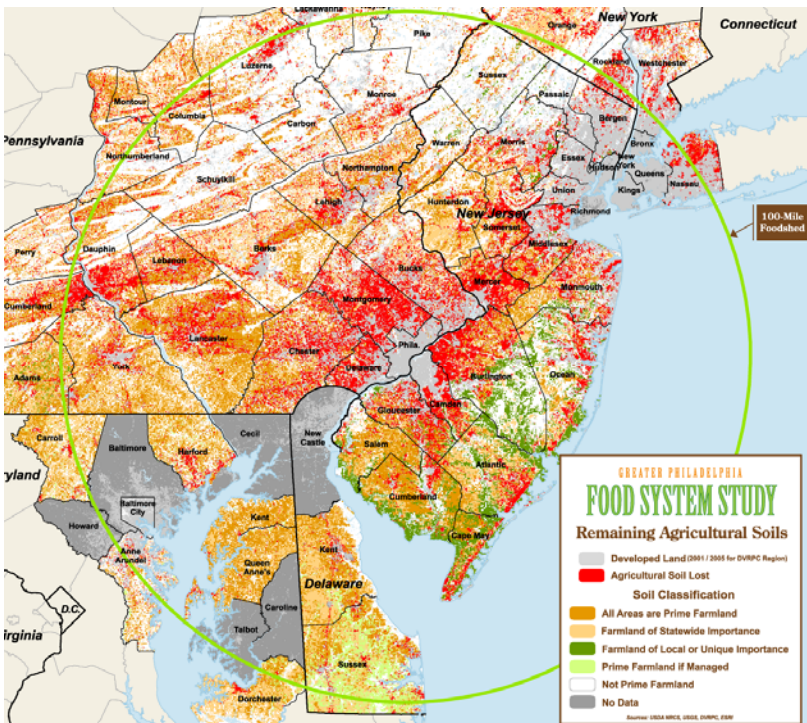 New York
Connecticut
Lackawanna
Pike
Orange
Luzerne
Sussex
Rockland
Westchester
Passaic
Monroe
Montour
Columbia
Bergen
Carbon
Warren
Morris
Pennsylvania
Essex
Bronx
Northumberland
Hudson
New
York
Queens
Nassau
Northampton
Schuylkill
Union
Kings
Lehigh
Hunterdon
Richmond
New Jersey
100-Mile
Foodshed
Somerset
Perry
Dauphin
Berks
Middlesex
Lebanon
Bucks
Mercer
Monmouth
Cumberland
Montgomery
Lancaster
Phila.
Chester
York
Delaware
Burlington
Ocean
Adams
Camden
Gloucester
New
Castle
Cecil
Carroll
Baltimore
Harford
Salem
Atlantic
ryland
Baltimore
City
Cumberland
Kent
Howard
Cape May
Anne
Arundel
Kent
Queen
Anne's
Delaware
Caroline
D.C.
Talbot
irginia
Sussex
Dorchester
GREATER PHILADELPHIA
FOOD SYSTEM STUDY
Remaining Agricultural Soils
Developed Land (2001 / 2005 for DVRPC Region)
Agricultural Soil Lost
Soil Classification
All Areas are Prime Farmland
Farmland of Statewide Importance
Farmland of Local or Unique Importance
Prime Farmland if Managed
Not Prime Farmland
No Data
Sources: USDA NRCS, USGS, DVRPC, ESRI